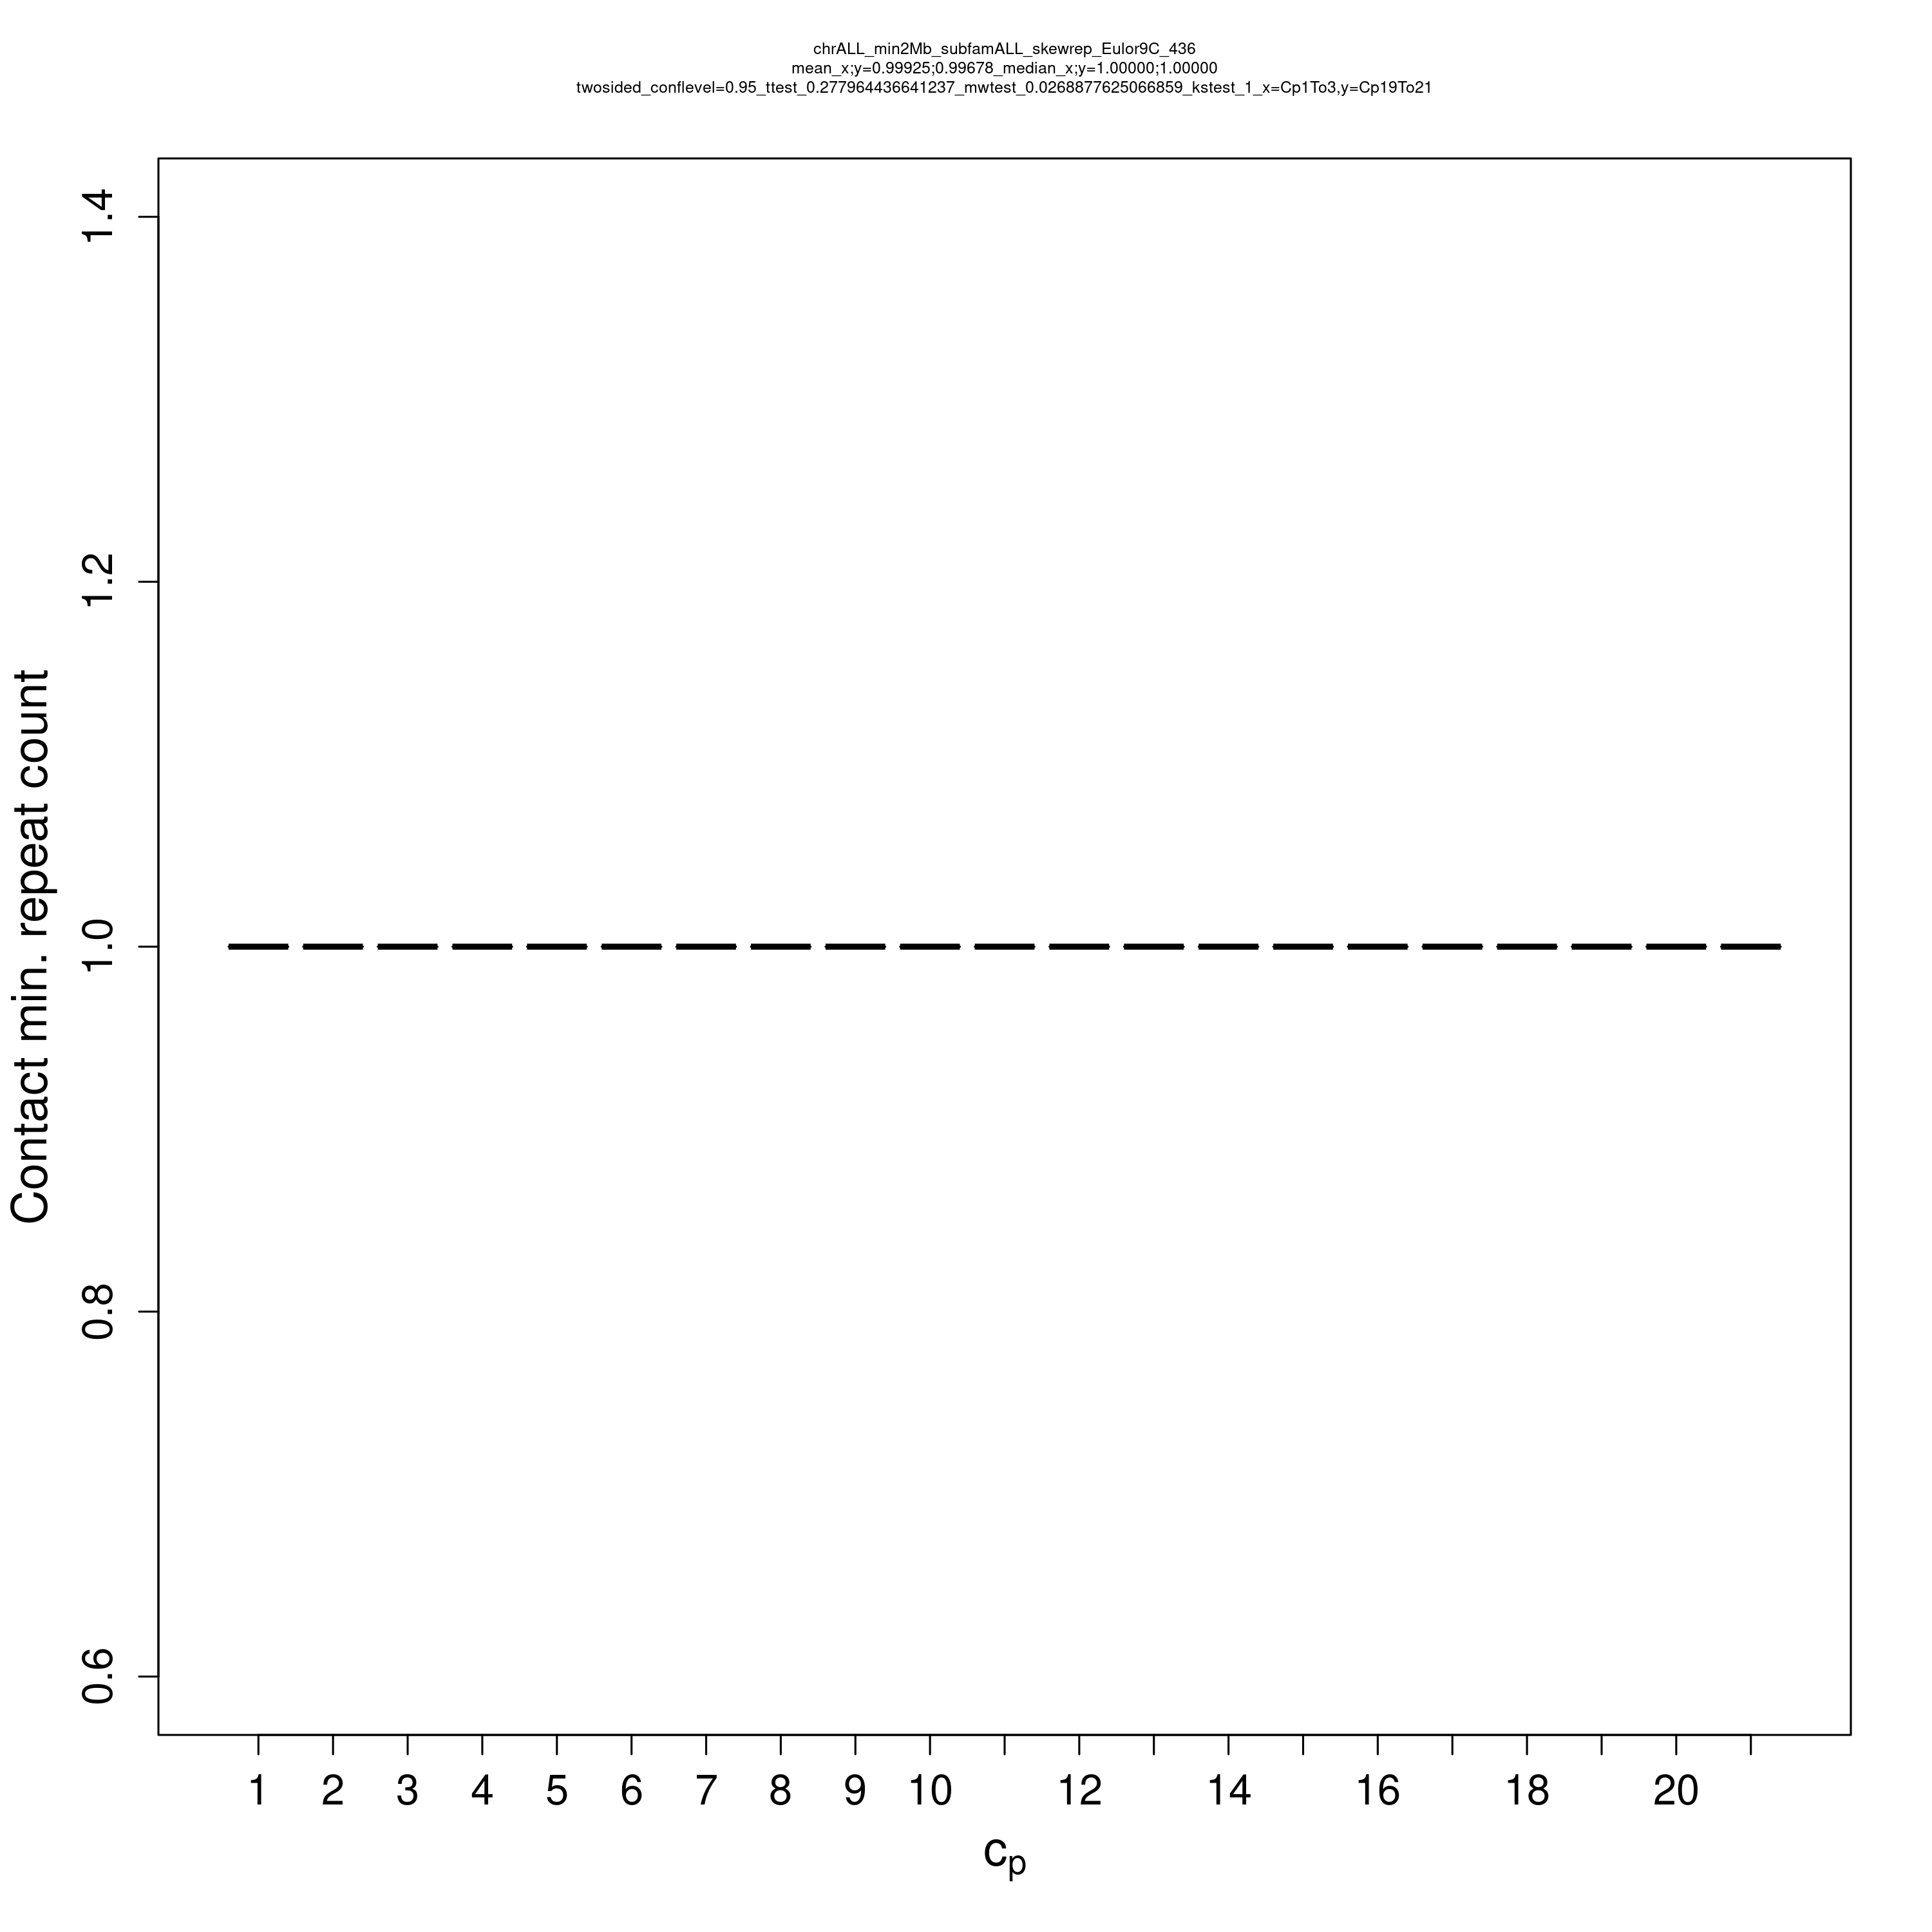 chrALL_min2Mb_subfamALL_skewrep_Eulor9C_436
mean_x;y=0.99925;0.99678_median_x;y=1.00000;1.00000
twosided_conflevel=0.95_ttest_0.277964436641237_mwtest_0.0268877625066859_kstest_1_x=Cp1To3,y=Cp19To21
1.4
1.2
1.0
0.8
0.6
Contact min. repeat count
1 2 3 4 5 6 7 8 9 10 12 14 16 18 20
cp